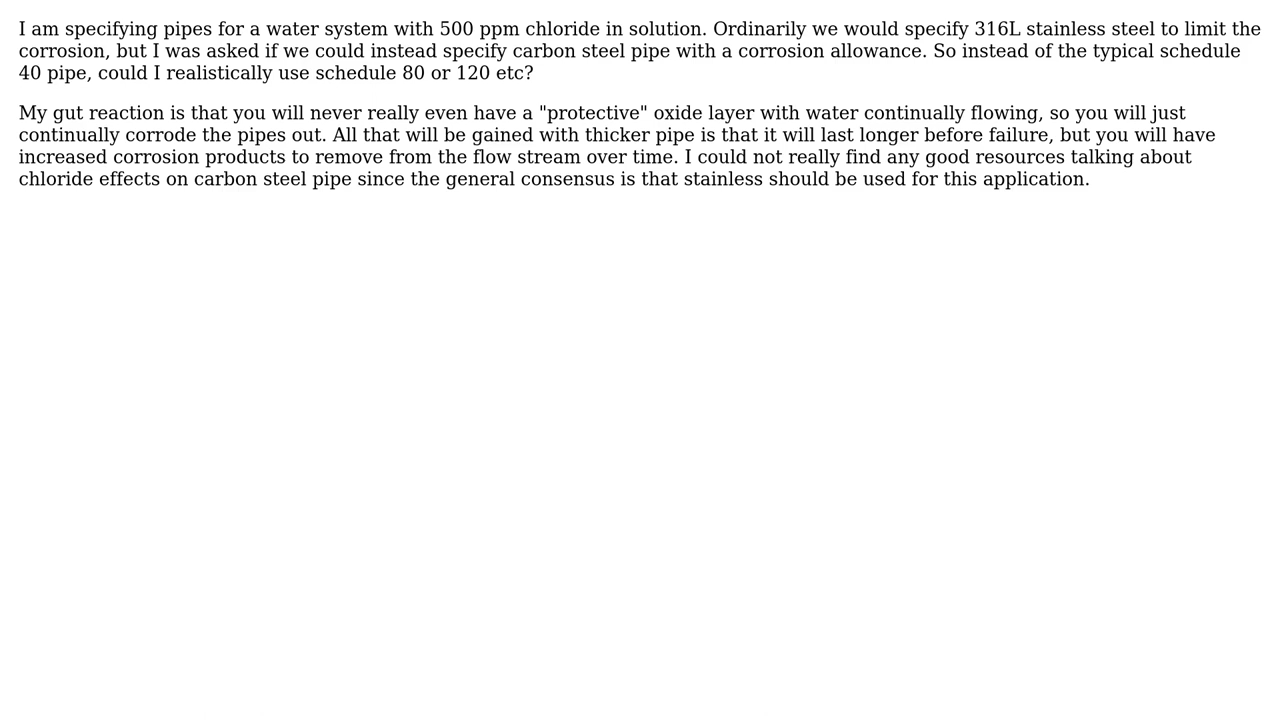 I am specifying pipes for a water system with 500 ppm chloride in solution. Ordinarily we would specify 316L stainless steel to limit the
corrosion, but I was asked if we could instead specify carbon steel pipe with a corrosion allowance. So instead of the typical schedule
40 pipe, could I realistically use schedule 80 or 120 etc?
My gut reaction is that you will never really even have a "protective" oxide layer with water continually flowing, so you will just
continually corrode the pipes out. All that will be gained with thicker pipe is that it will last longer before failure, but you will have
increased corrosion products to remove from the flow stream over time. I could not really find any good resources talking about
chloride effects on carbon steel pipe since the general consensus is that stainless should be used for this application.